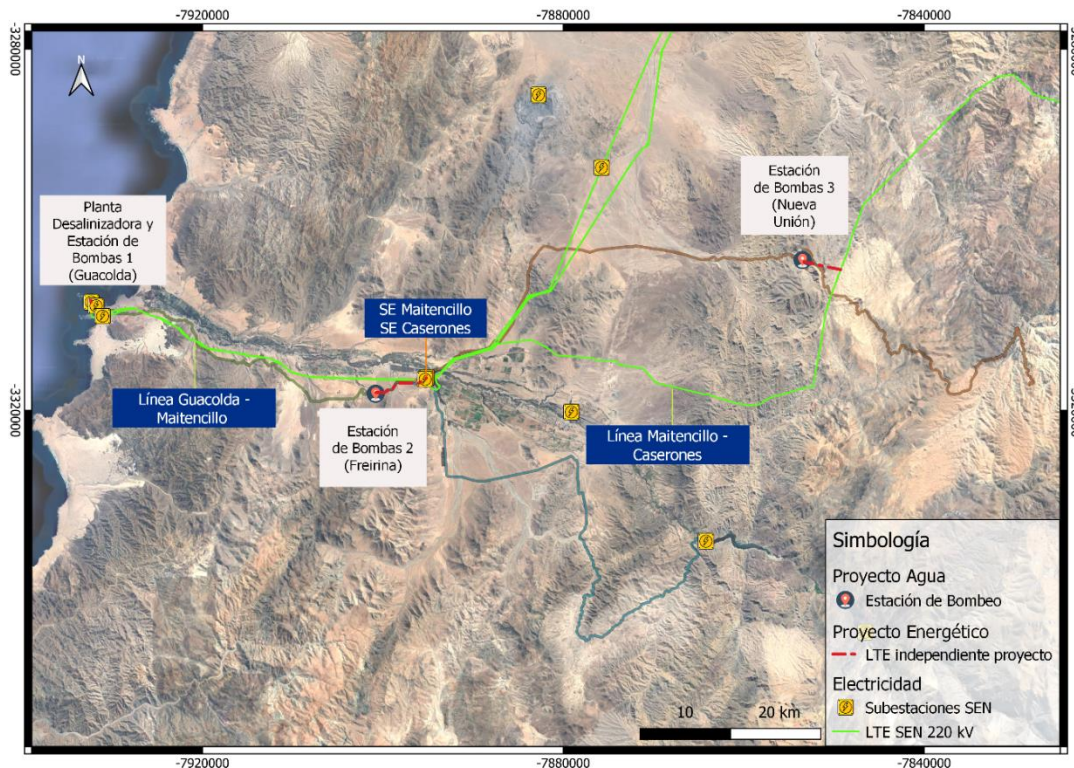 -7920000
-7880000
-7840000
-3280000
-3280000
N
Planta
Desalinizadora y
Estación de
Bombas 1
(Guacolda)
Estación
de Bombas 3
(Nueva
Unión)
SE Maitencillo
SE Caserones
Línea Guacolda -
Maitencillo
Estación
de Bombas 2
(Freirina)
Línea Maitencillo -
Caserones
-3320000
-3320000
Simbología
Proyecto Agua
Estación de Bombeo
Proyecto Energético
LTE independiente proyecto
Electricidad
Subestaciones SEN
LTE SEN 220 kV
10
20 km
-7920000
-7880000
-7840000